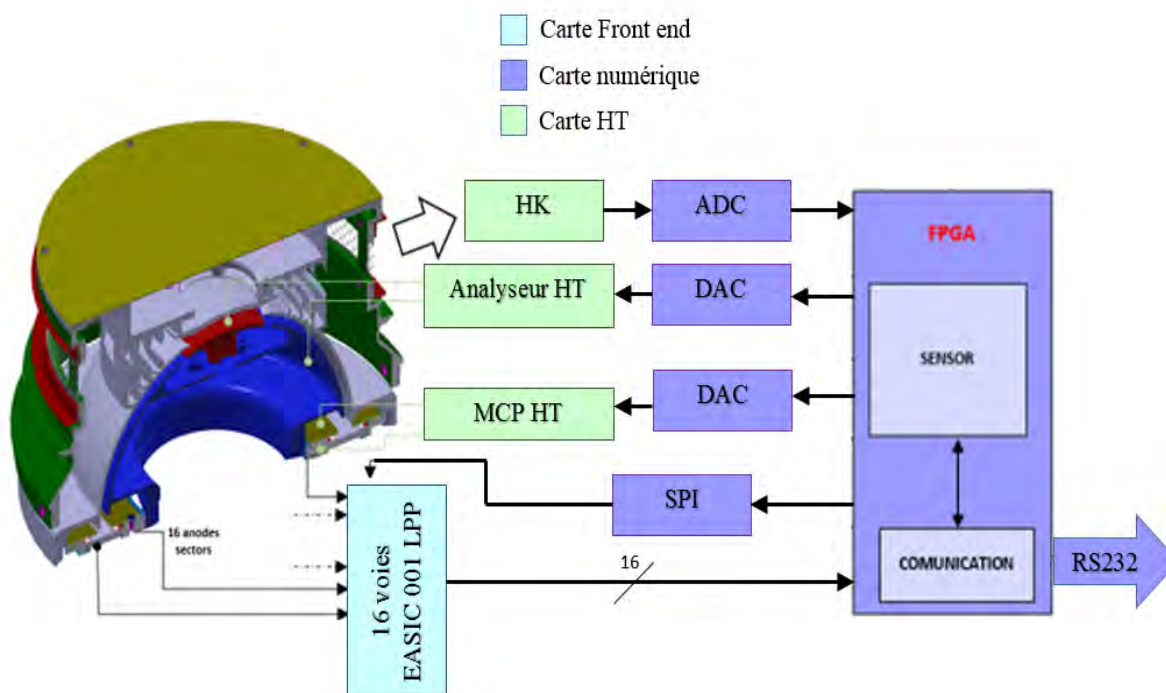 Carte Front end
Carte numérique
Carte HT
HK
ADC
FPGA
Analyseur HT
DAC
SENSOR
MCP HT
DAC
SPI
16 anodes
sectors
16 voies
EASIC 001 LPP
16
COMUNICATION
RS232